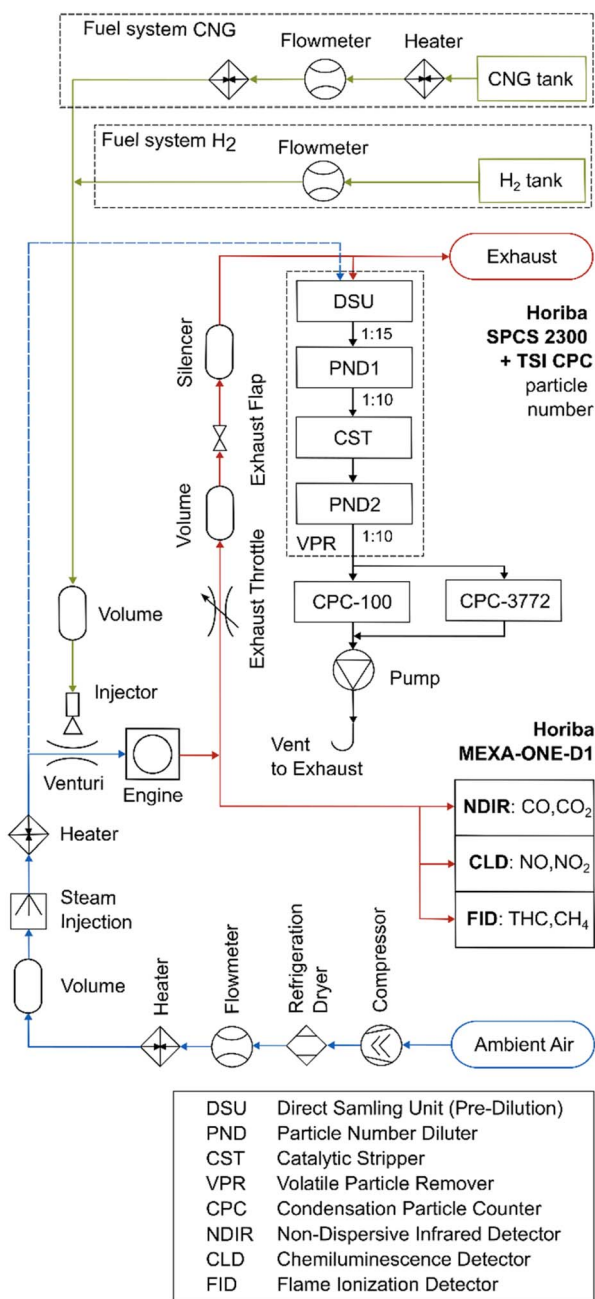 Fuel system CNG
Flowmeter
Heater
CNG tank
Fuel system H2
Flowmeter
H2 tank
Exhaust
DSU
1:15
PND1
1:10
CST
PND2
1:10
VPR
CPC-100
CPC-3772
Pump
Vent
to Exhaust
Horiba
SPCS 2300
+ TSI CPC
particle
number
Silencer
Exhaust Flap
Volume
Exhaust Throttle
Volume
Injector
Venturi
Engine
Heater
Steam
Injection
Volume
Horiba
MEXA-ONE-D1
NDIR: CO,CO2
CLD: NO,NO2
FID: THC,CH4
Heater
Flowmeter
Refrigeration
Dryer
Compressor
Ambient Air
DSU Direct Samling Unit (Pre-Dilution)
PND Particle Number Diluter
CST Catalytic Stripper
VPR Volatile Particle Remover
CPC Condensation Particle Counter
NDIR Non-Dispersive Infrared Detector
CLD Chemiluminescence Detector
FID Flame Ionization Detector